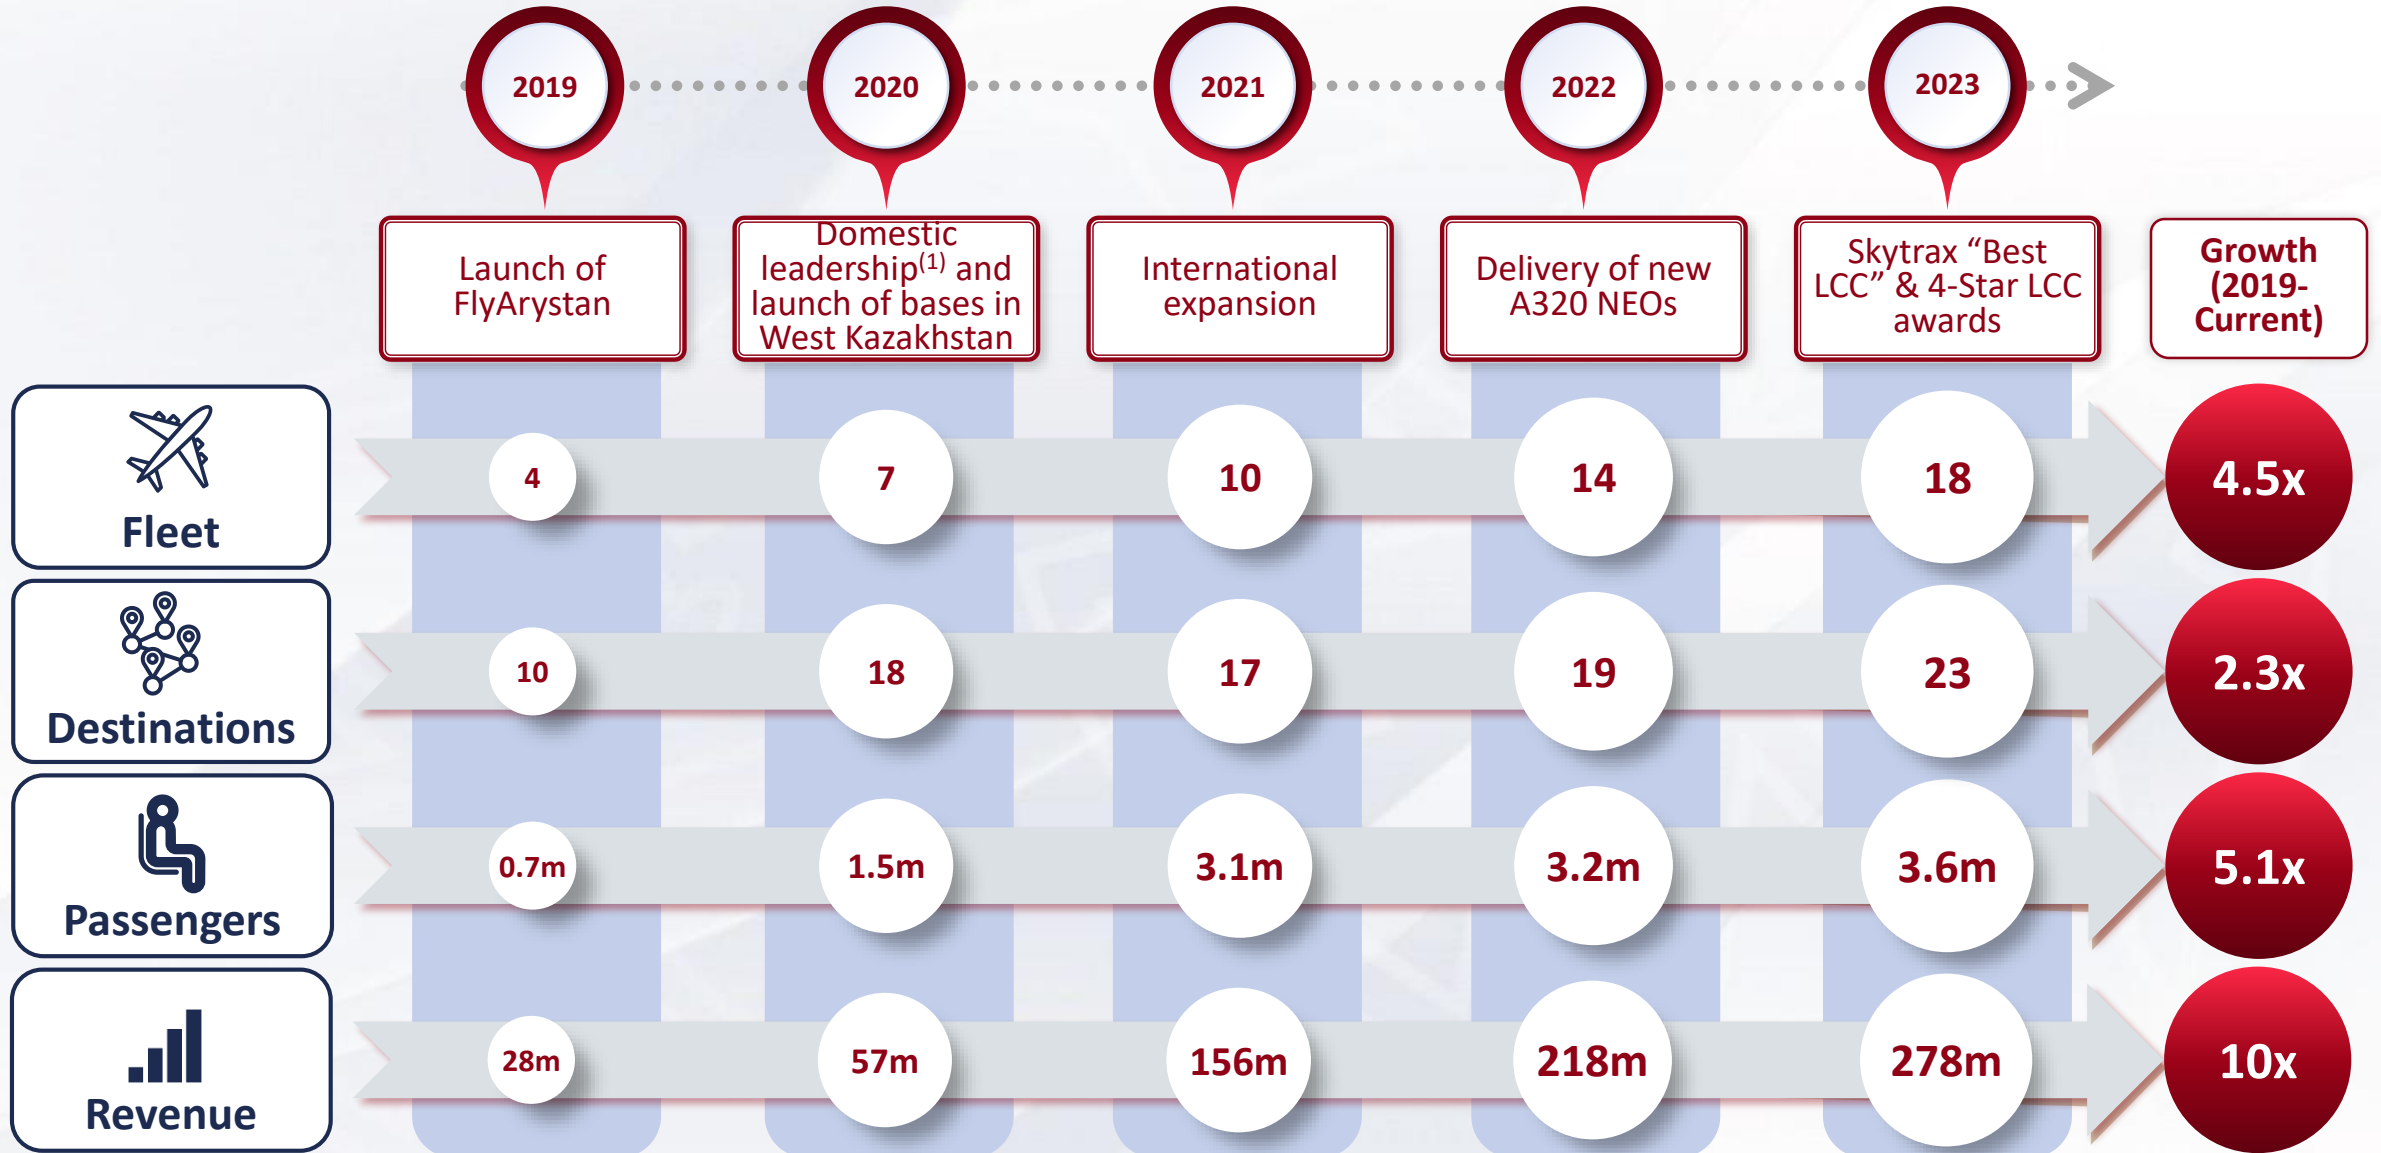 2019
2020
2021
2022
2023
Launch of
FlyArystan
Domestic
leadership(1) and
launch of bases in
West Kazakhstan
International
expansion
Delivery of new
A320 NEOs
Skytrax “Best
LCC” & 4-Star LCC
awards
Growth
(2019-
Current)
Fleet
4
7
10
14
18
4.5x
Destinations
10
18
17
19
23
2.3x
Passengers
0.7m
1.5m
3.1m
3.2m
3.6m
5.1x
Revenue
28m
57m
156m
218m
278m
10x